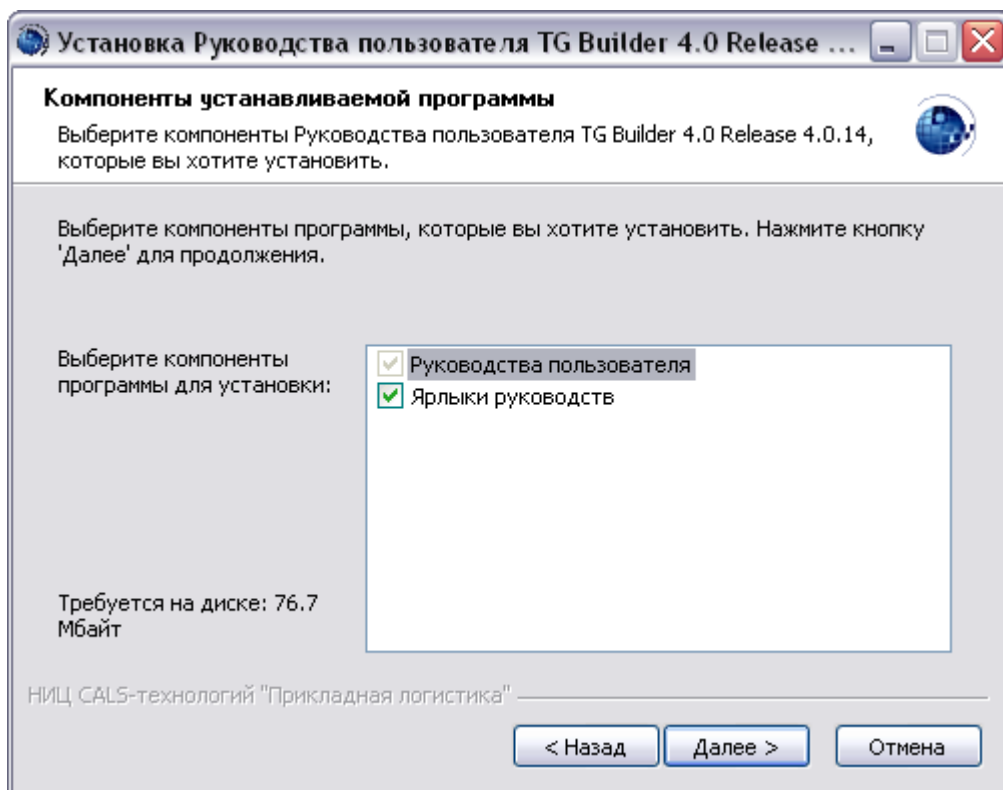 Установка Руководства пользователя TG Builder 4.0 Release ...
Компоненты устанавливаемой программы
Выберите компоненты Руководства пользователя TG Builder 4.0 Release 4.0.14,
которые вы хотите установить.
Выберите компоненты программы, которые вы хотите установить. Нажмите кнопку
'Далее' для продолжения.
Выберите компоненты
программы для установки:
Руководства пользователя
Ярлыки руководств
Требуется на диске: 76.7
Мбайт
НИЦ CALS-технологий "Прикладная логистика"
< Назад
Далее >
Отмена